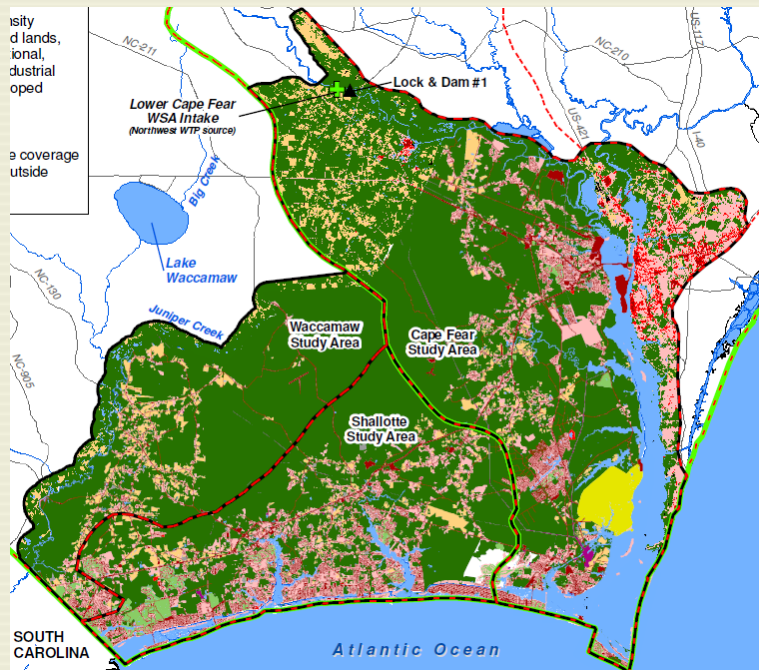 nsity
d lands,
ional,
dustrial
oped
e coverage
utside
NC-211
NC-210
US-117
US-421
I-40
Lock & Dam #1
Lower Cape Fear
WSA Intake
(Northwest WTP source)
Big Creek
Lake
Waccamaw
NC-130
Juniper Creek
NC-905
Waccamaw
Study Area
Cape Fear
Study Area
Shallotte
Study Area
SOUTH
CAROLINA
Atlantic Ocean